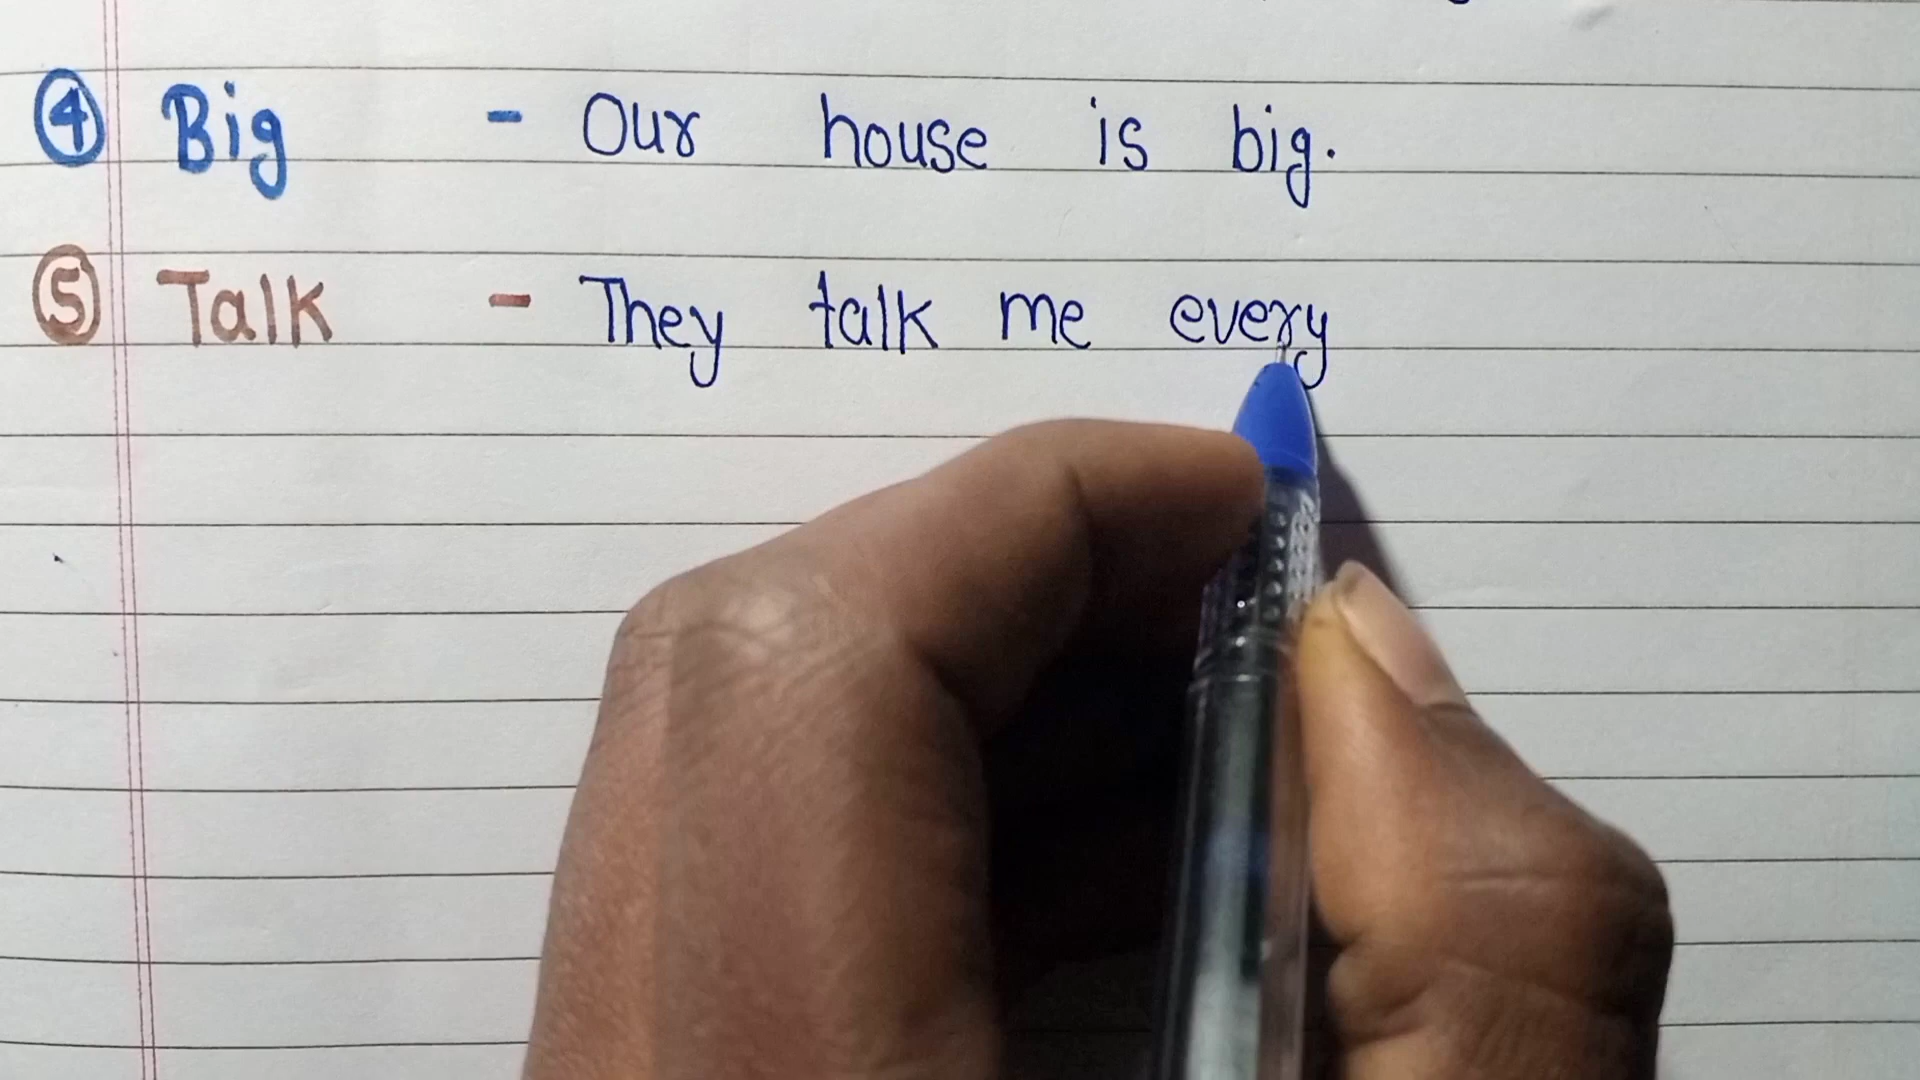 ④ Big - Our house is big.
⑤ Talk - They talk me every